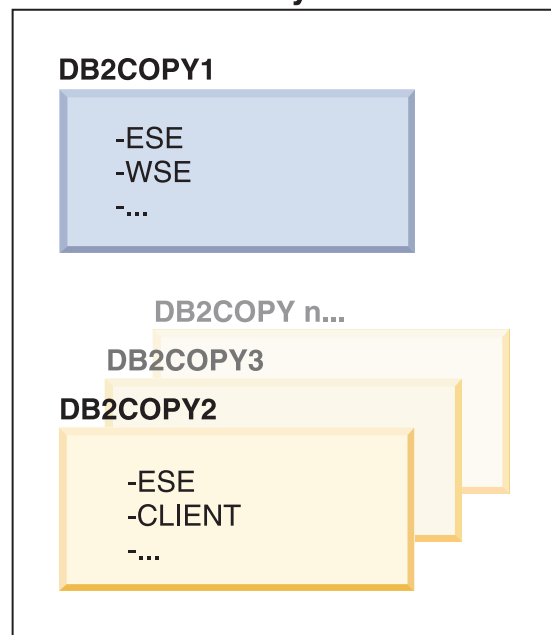 DB2COPY1
-ESE
-WSE
-...
DB2COPY n...
DB2COPY3
DB2COPY2
-ESE
-CLIENT
-...